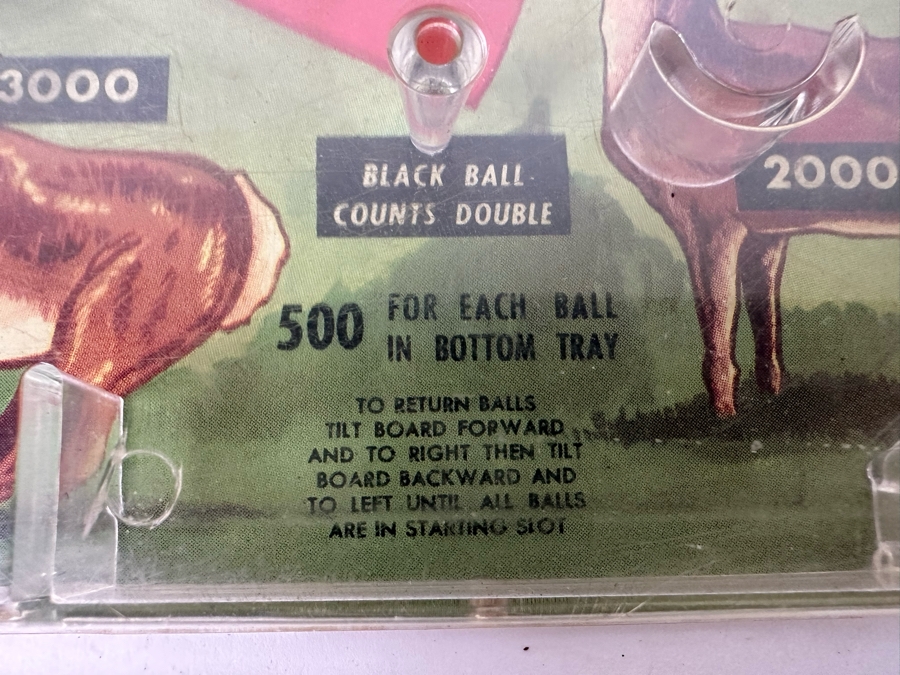 3000
BLACK BALL
COUNTS DOUBLE
2000
500 FOR EACH BALL
IN BOTTOM TRAY
TO RETURN BALLS
TILT BOARD FORWARD
AND TO RIGHT THEN TILT
BOARD BACKWARD AND
TO LEFT UNTIL ALL BALLS
ARE IN STARTING SLOT